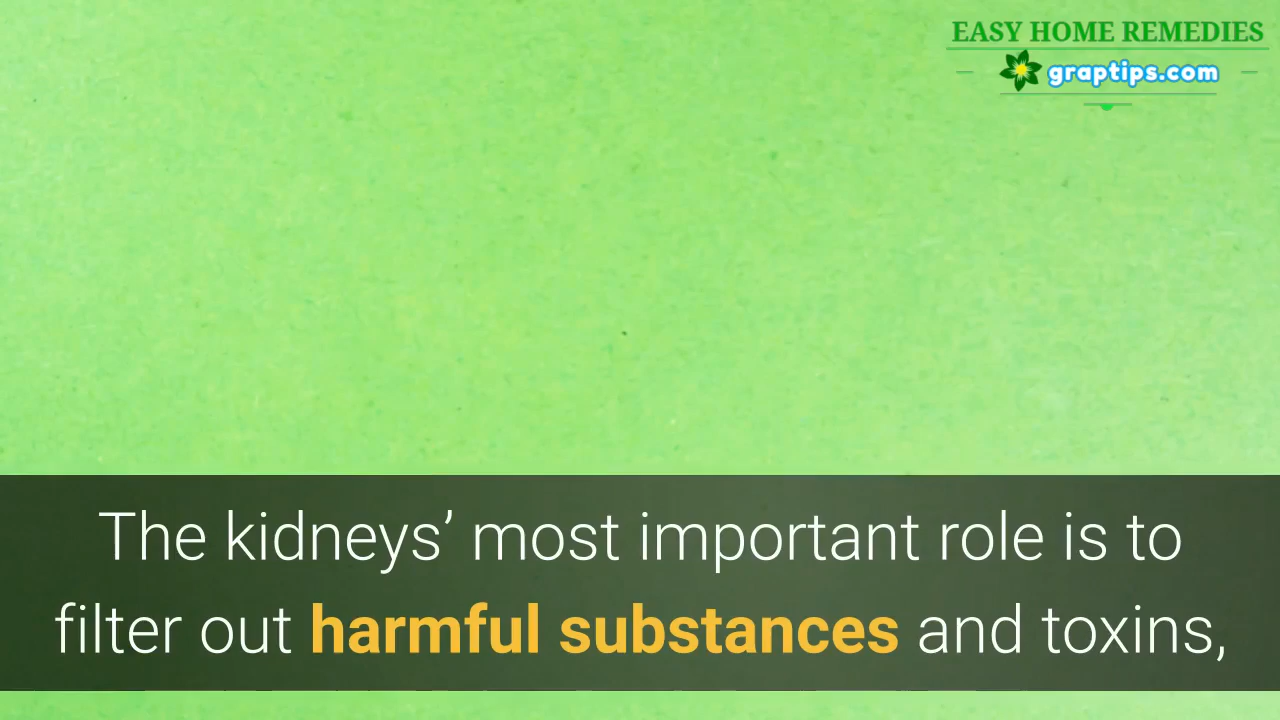 EASY HOME REMEDIES
graptips.com
The kidneys’ most important role is to
filter out harmful substances and toxins,